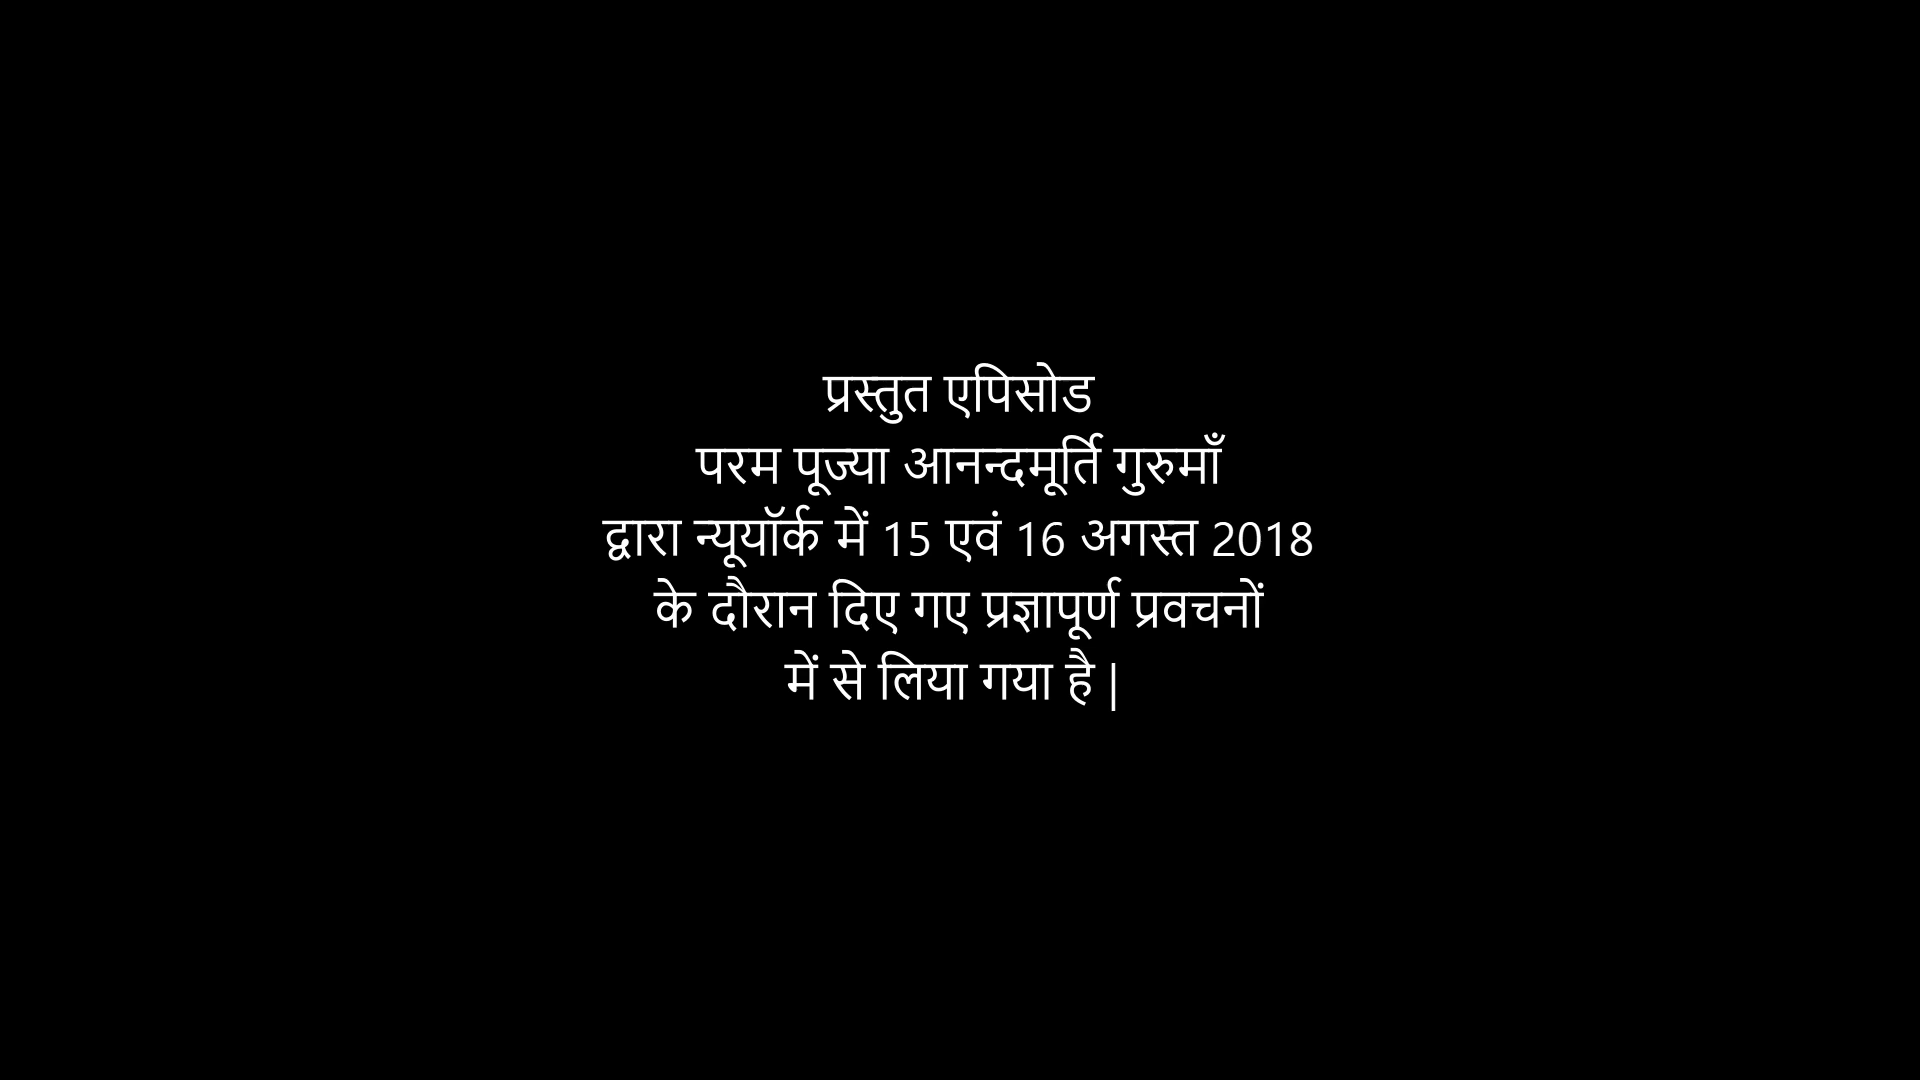 प्रस्तुत एपिसोड
परम पूज्या आनन्दमूर्ति गुरुमाँ
द्वारा न्यूयॉर्क में 15 एवं 16 अगस्त 2018
के दौरान दिए गए प्रज्ञापूर्ण प्रवचनों
में से लिया गया है |